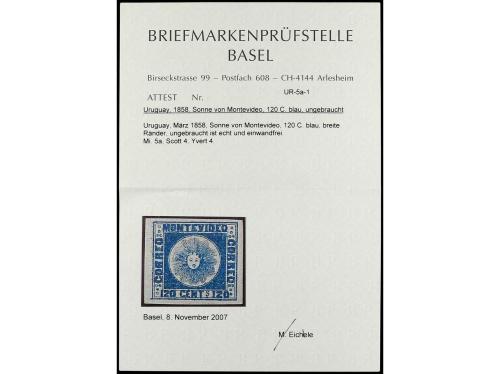 BRIEFMARKENPRÜFSTELLE
BASEL
Birseckstrasse 99 – Postfach 608 – CH-4144 Arlesheim
ATTEST Nr. UR-5a-1
Uruguay, 1858, Sonne von Montevideo, 120 C. blau, ungebraucht
Uruguay, März 1858, Sonne von Montevideo, 120 C. blau, breite
Ränder, ungebraucht ist echt und einwandfrei
Mi. 5a, Scott 4, Yvert 4
MONTEVIDEO
CORREO
CORREO
120 CENTS 120
Basel, 8. November 2007
M. Eichele